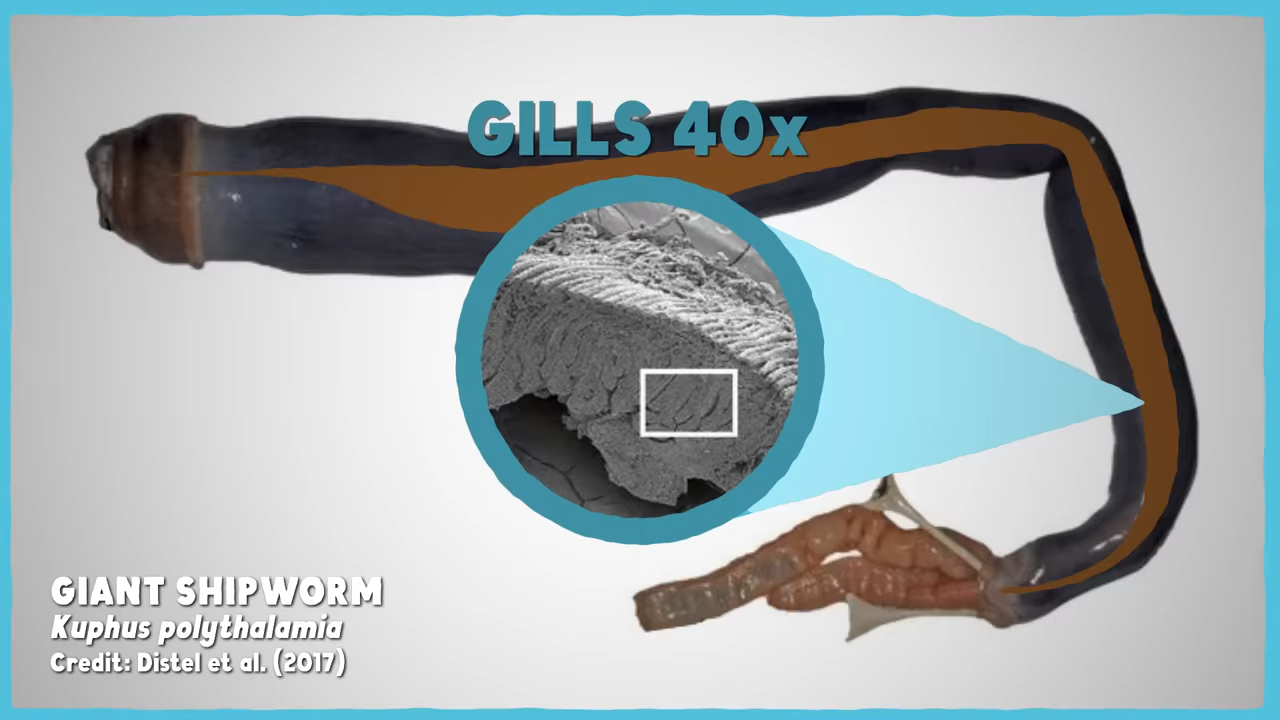 GILLS 40x
GIANT SHIPWORM
Kuphus polythalamia
Credit: Distel et al. (2017)